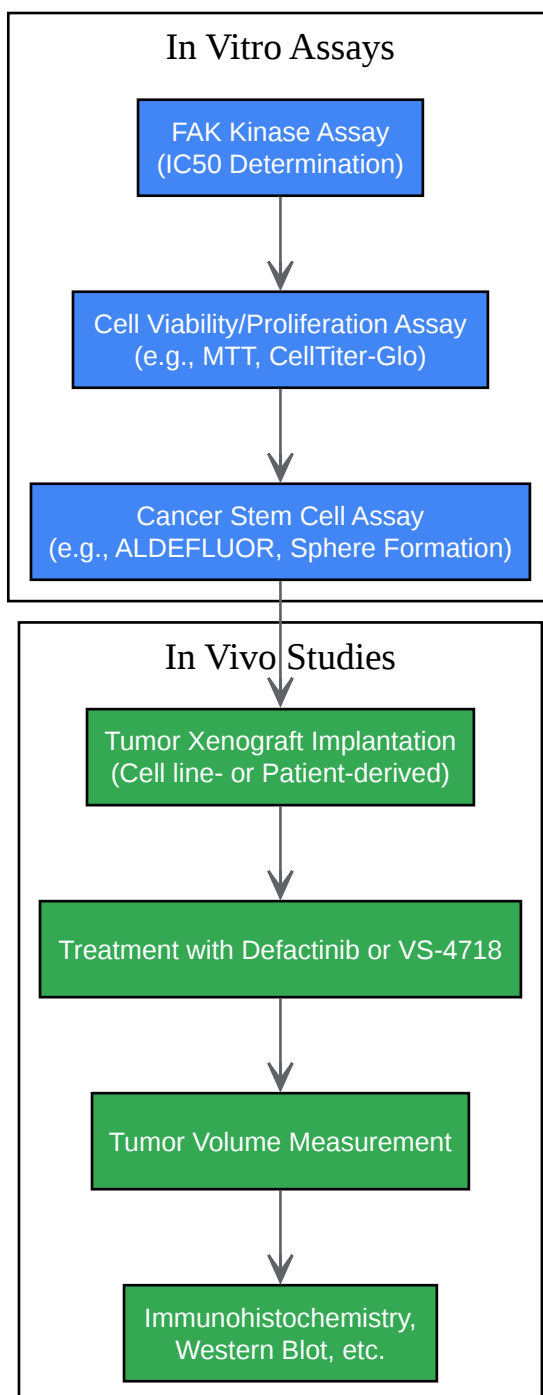 In Vitro Assays
FAK Kinase Assay
(IC50 Determination)
Cell Viability/Proliferation Assay
(e.g., MTT, CellTiter-Glo)
Cancer Stem Cell Assay
(e.g., ALDEFLUOR, Sphere Formation)
In Vivo Studies
Tumor Xenograft Implantation
(Cell line- or Patient-derived)
Treatment with Defactinib or VS-4718
Tumor Volume Measurement
Immunohistochemistry,
Western Blot, etc.